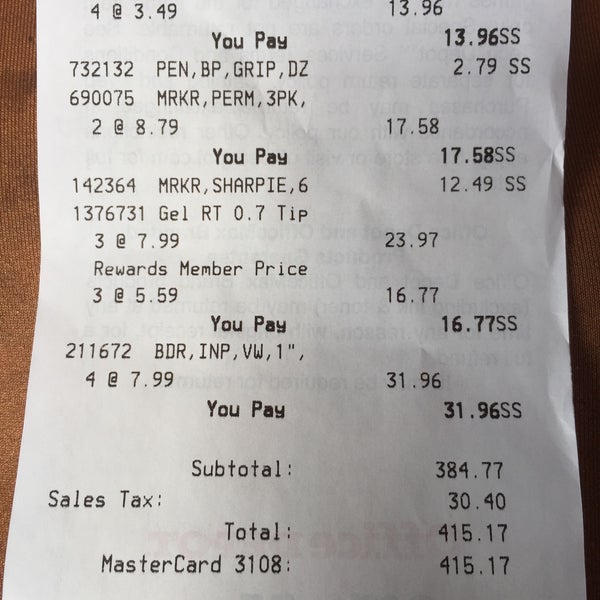 4 @ 3.49 13.96
You Pay 13.96SS
732132 PEN,BP,GRIP,DZ 2.79 SS
690075 MRKR,PERM,3PK,
2 @ 8.79 17.58
You Pay 17.58SS
142364 MRKR,SHARPIE,6 12.49 SS
1376731 Gel RT 0.7 Tip
3 @ 7.99 23.97
Rewards Member Price
3 @ 5.59 16.77
You Pay 16.77SS
211672 BDR,INP,VW,1",
4 @ 7.99 31.96
You Pay 31.96SS
Subtotal: 384.77
Sales Tax: 30.40
Total: 415.17
MasterCard 3108: 415.17